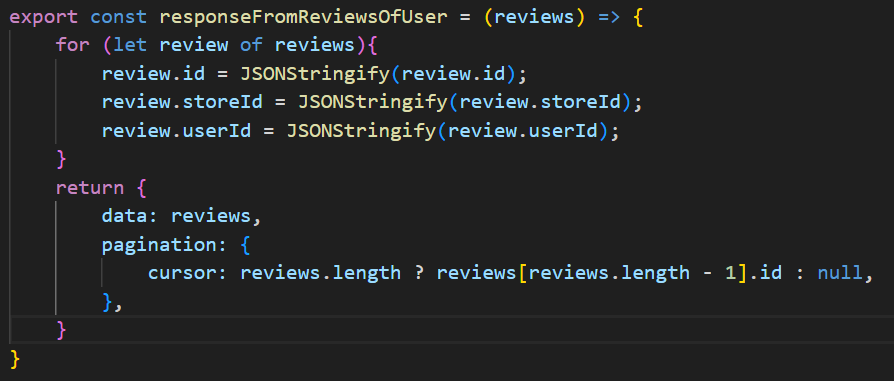 export const responseFromReviewsOfUser = (reviews) => {
    for (let review of reviews){
        review.id = JSONStringify(review.id);
        review.storeId = JSONStringify(review.storeId);
        review.userId = JSONStringify(review.userId);
    }
    return {
        data: reviews,
        pagination: {
            cursor: reviews.length ? reviews[reviews.length - 1].id : null,
        },
    }
}